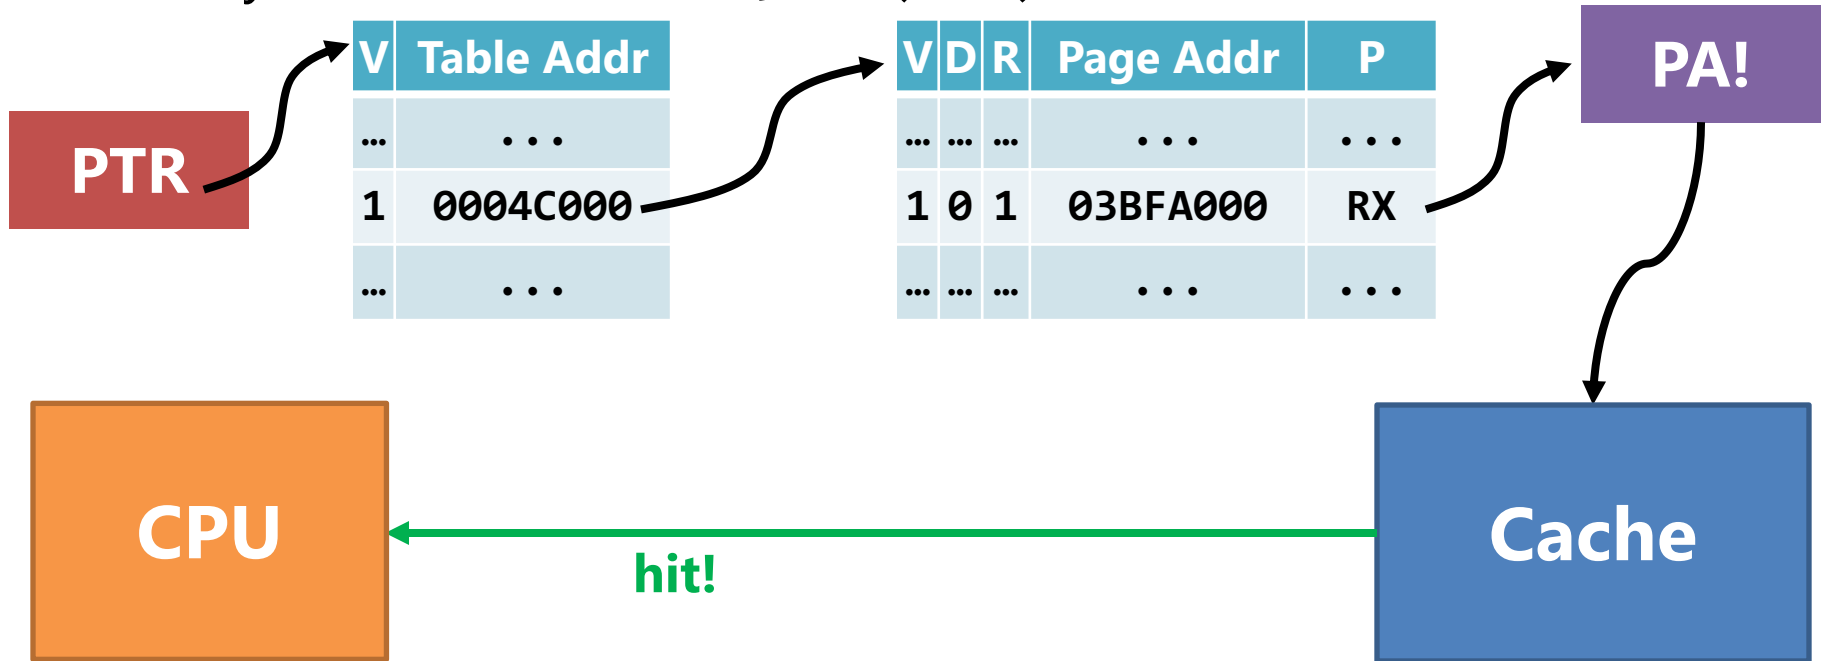 V Table Addr
... ...
1 0004C000
... ...
V D R Page Addr P
... ... ... ... ...
1 0 1 03BFA000 RX
... ... ... ... ...
PA!
PTR
CPU
hit!
Cache